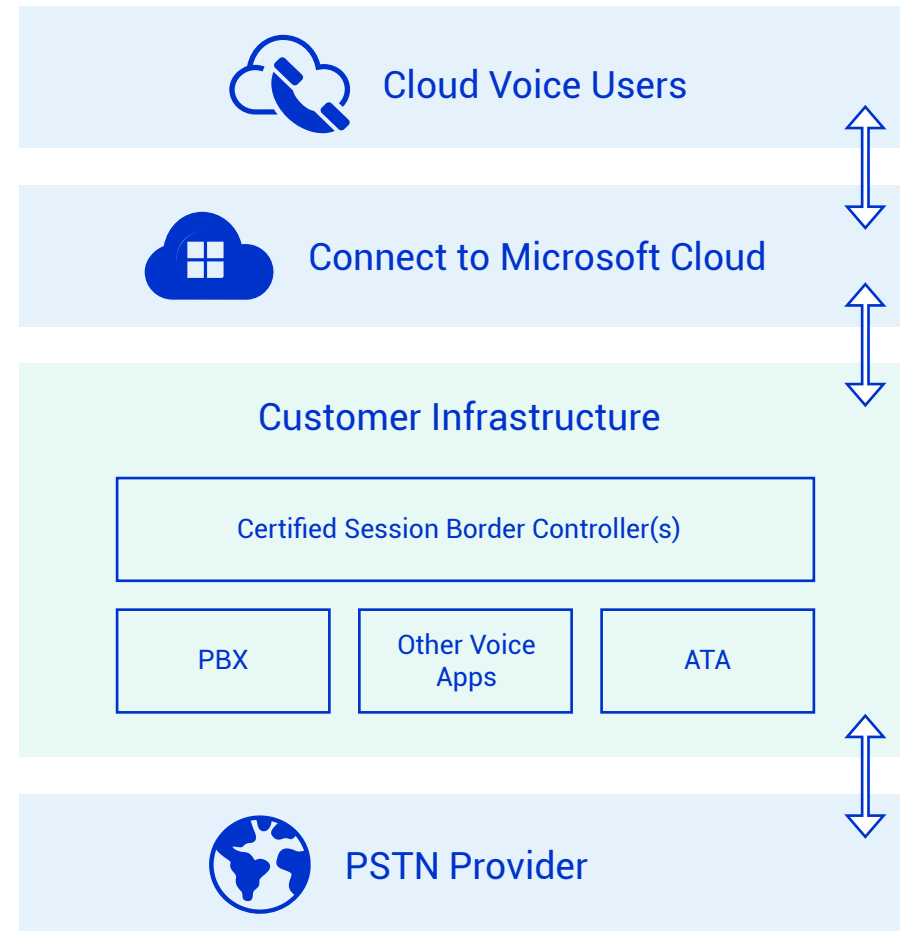 Cloud Voice Users
Connect to Microsoft Cloud
Customer Infrastructure
Certified Session Border Controller(s)
PBX
Other Voice
Apps
ATA
PSTN Provider